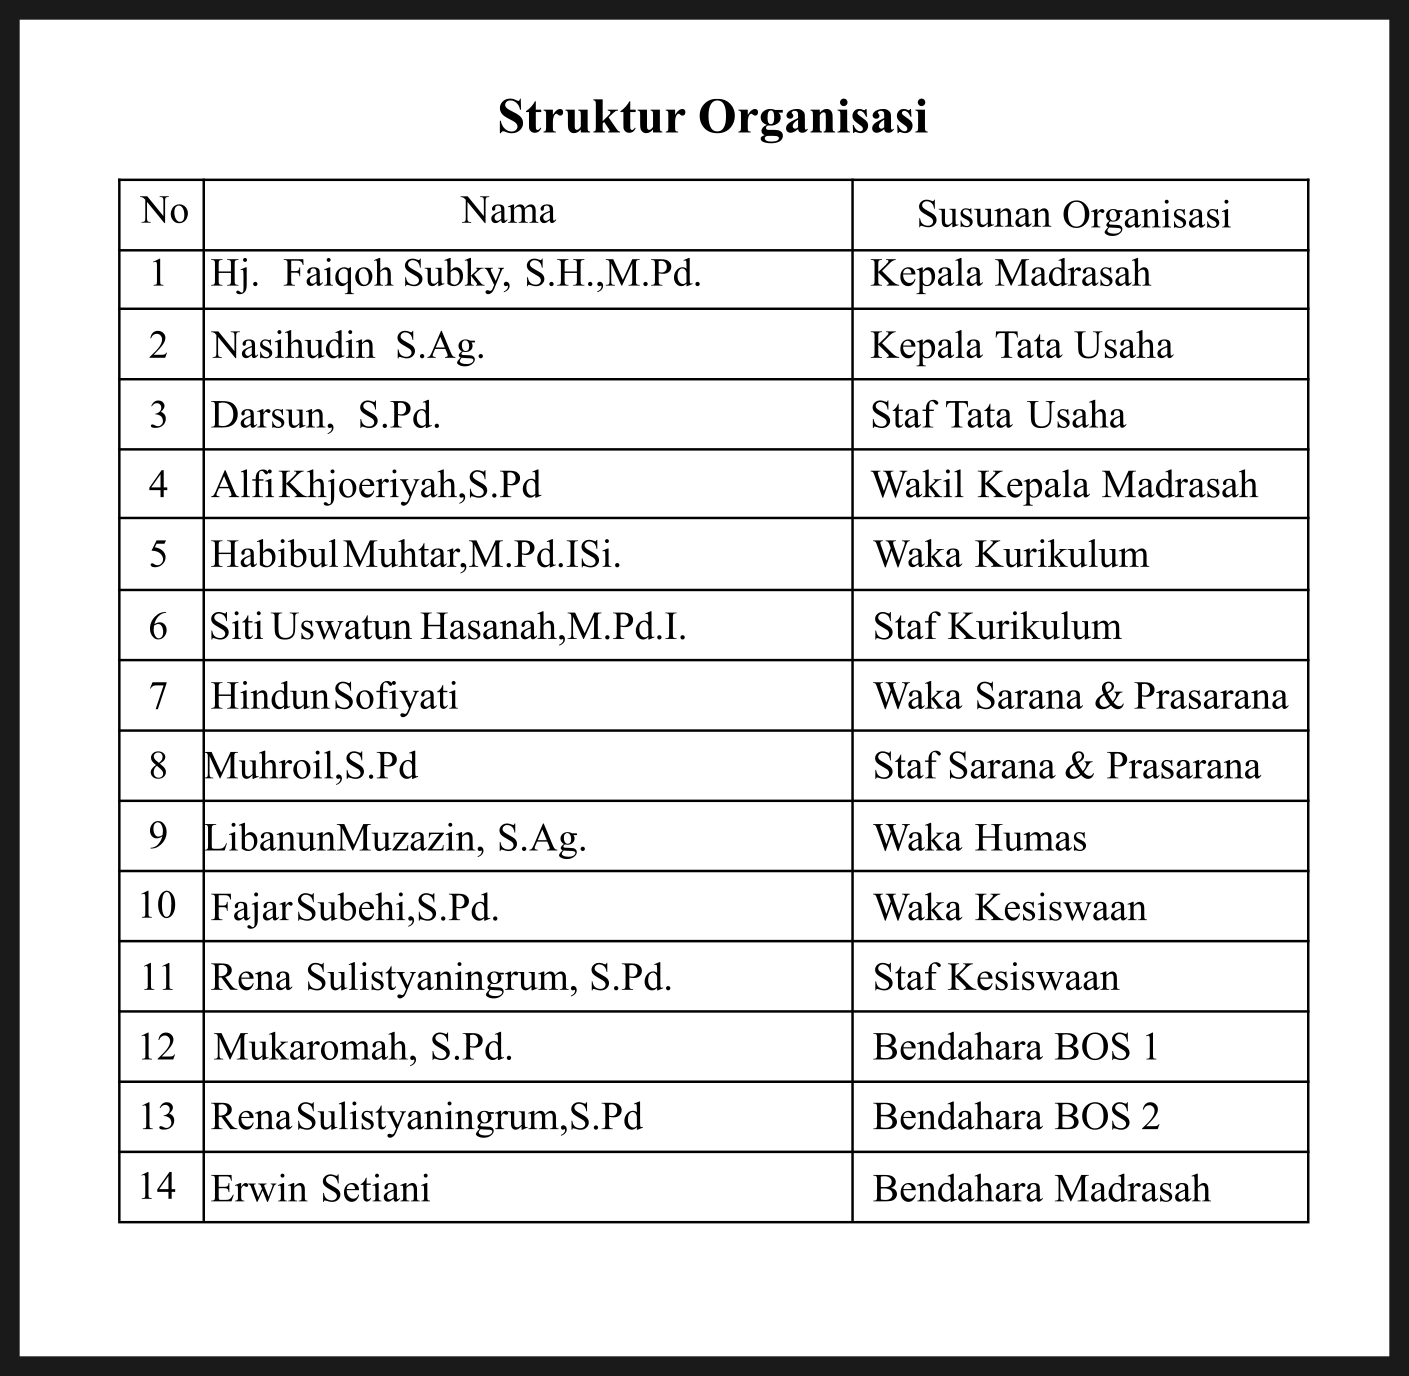 Struktur Organisasi
No Nama Susunan Organisasi
1 Hj. Faiqoh Subky, S.H.,M.Pd. Kepala Madrasah
2 Nasihudin S.Ag. Kepala Tata Usaha
3 Darsun, S.Pd. Staf Tata Usaha
4 Alfi Khjoeriyah,S.Pd Wakil Kepala Madrasah
5 Habibul Muhtar,M.Pd.ISi. Waka Kurikulum
6 Siti Uswatun Hasanah,M.Pd.I. Staf Kurikulum
7 Hindun Sofiyati Waka Sarana & Prasarana
8 Muhroil,S.Pd Staf Sarana & Prasarana
9 LibanunMuzazin, S.Ag. Waka Humas
10 Fajar Subehi,S.Pd. Waka Kesiswaan
11 Rena Sulistyaningrum, S.Pd. Staf Kesiswaan
12 Mukaromah, S.Pd. Bendahara BOS 1
13 Rena Sulistyaningrum,S.Pd Bendahara BOS 2
14 Erwin Setiani Bendahara Madrasah